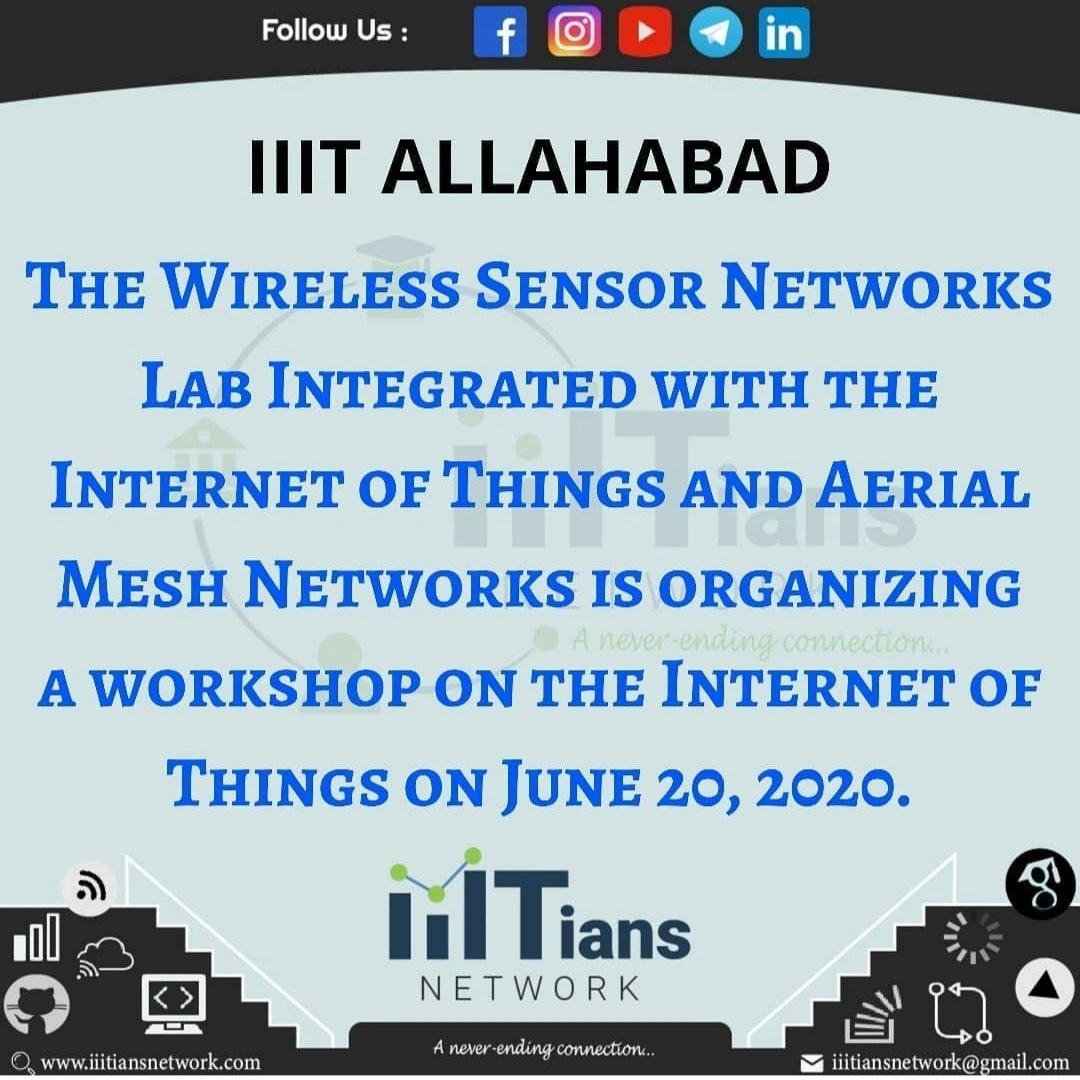 Follow Us :
IIIT ALLAHABAD
The Wireless Sensor Networks
Lab Integrated with the
Internet of Things and Aerial
Mesh Networks is organizing
a workshop on the Internet of
Things on June 20, 2020.
iiiTians
NETWORK
A never-ending connection...
iiiTians
NETWORK
A never-ending connection...
www.iiitiansnetwork.com
iiitiansnetwork@gmail.com